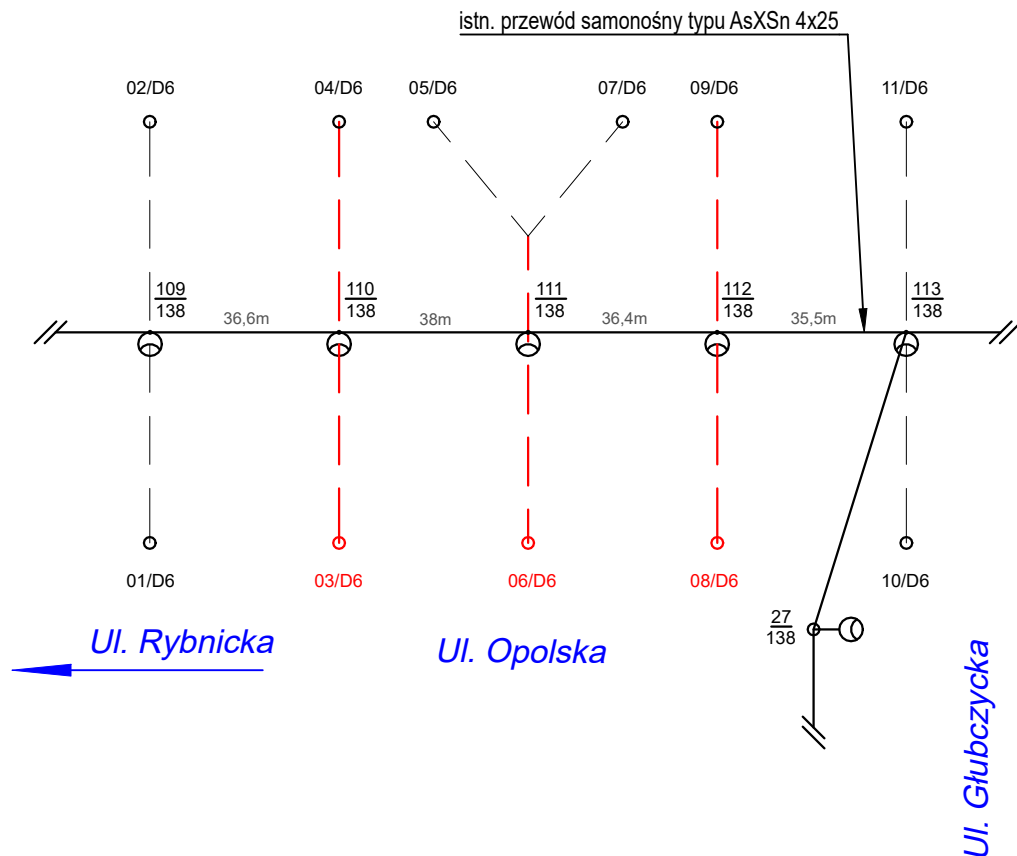 istn. przewód samonośny typu AsXSn 4x25
02/D6
04/D6
05/D6
07/D6
09/D6
11/D6
109
138
110
138
111
138
112
138
113
138
36,6m
38m
36,4m
35,5m
01/D6
03/D6
06/D6
08/D6
10/D6
27
138
Ul. Rybnicka
Ul. Opolska
Ul. Głubczycka